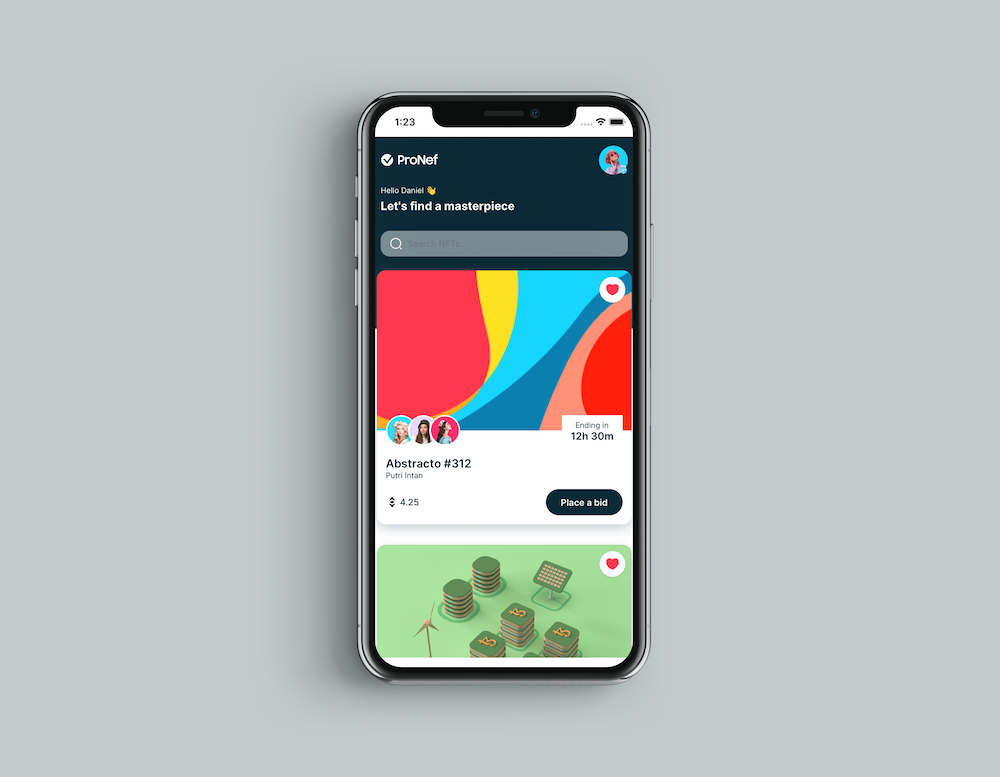 1:23
ProNef
Hello Daniel 👋
Let's find a masterpiece
Search NFTs..
Ending in
12h 30m
Abstracto #312
Putri Intan
4.25
Place a bid